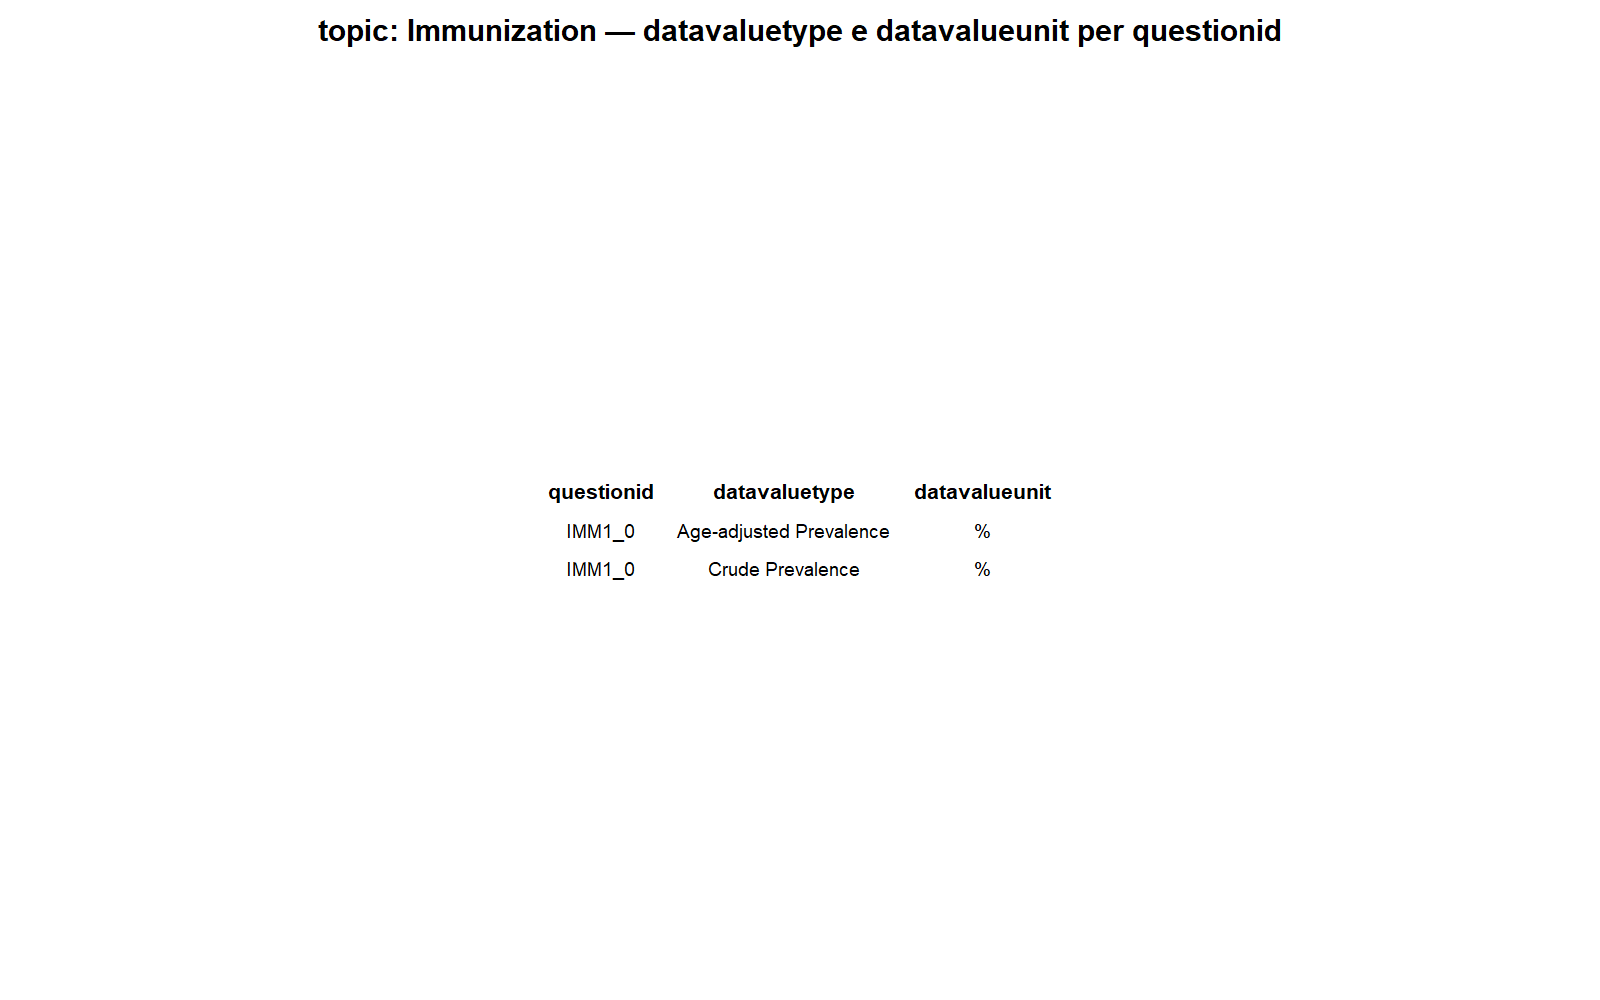 topic: Immunization — datavaluetype e datavalueunit per questionid
questionid datavaluetype datavalueunit
IMM1_0 Age-adjusted Prevalence %
IMM1_0 Crude Prevalence %